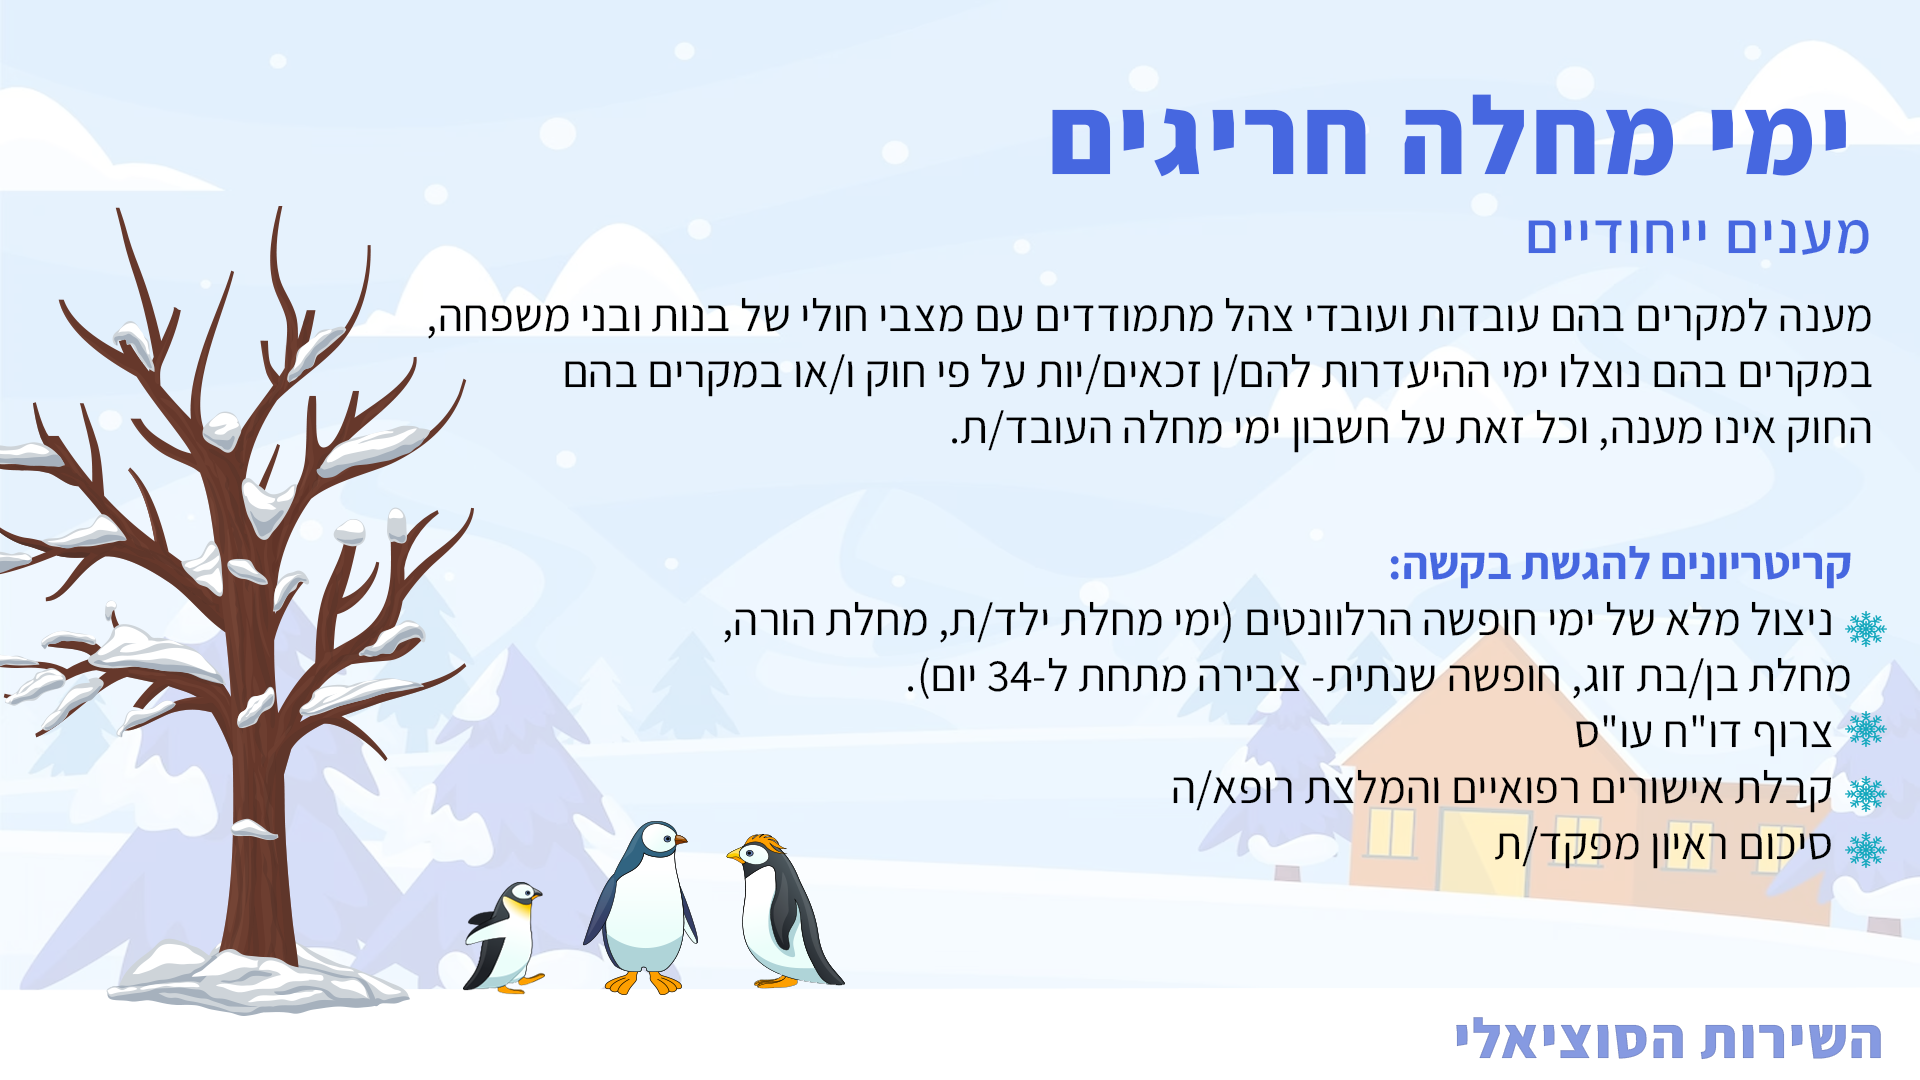 ימי מחלה חריגים
מענים ייחודיים
מענה למקרים בהם עובדות ועובדי צהל מתמודדים עם מצבי חולי של בנות ובני משפחה,
במקרים בהם נוצלו ימי ההיעדרות להם/ן זכאים/יות על פי חוק ו/או במקרים בהם
החוק אינו מענה, וכל זאת על חשבון ימי מחלה העובד/ת.
קריטריונים להגשת בקשה:
ניצול מלא של ימי חופשה הרלוונטים (ימי מחלת ילד/ת, מחלת הורה,
מחלת בן/בת זוג, חופשה שנתית- צבירה מתחת ל-34 יום).
צרוף דו"ח עו"ס
קבלת אישורים רפואיים והמלצת רופא/ה
סיכום ראיון מפקד/ת
השירות הסוציאלי